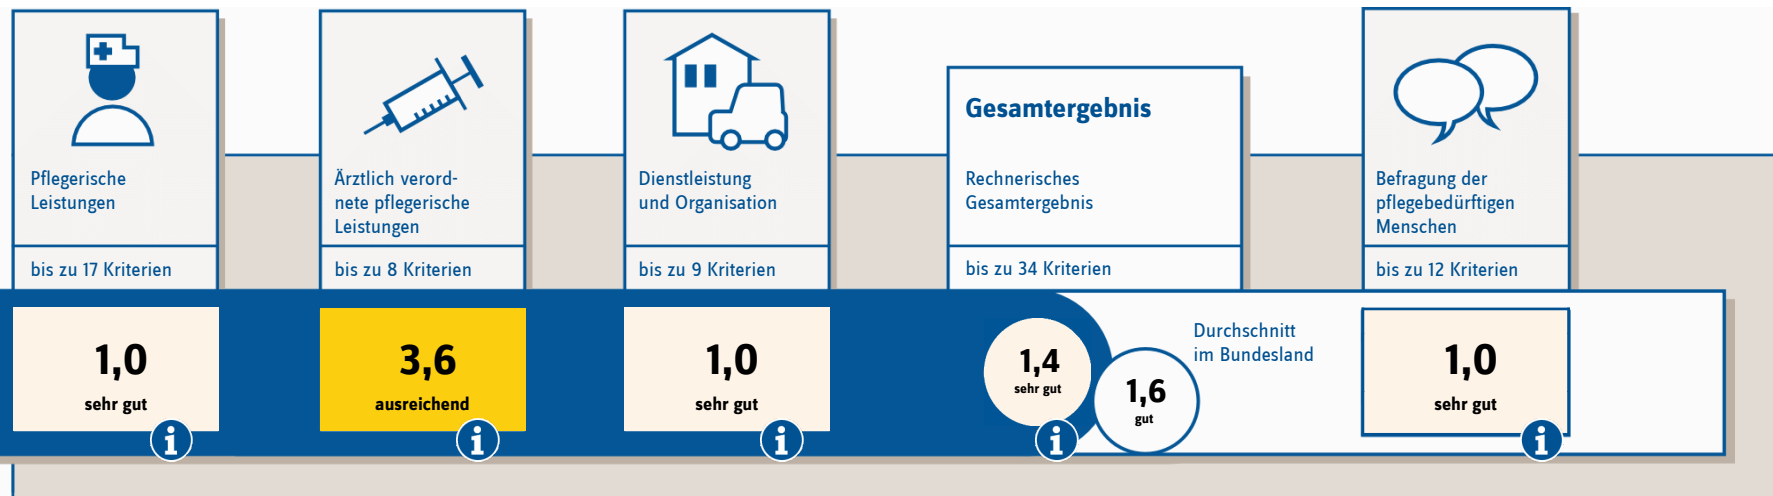 Pflegerische
Leistungen
bis zu 17 Kriterien
1,0
sehr gut
i
Ärztlich verord-
nete pflegerische
Leistungen
bis zu 8 Kriterien
3,6
ausreichend
i
Dienstleistung
und Organisation
bis zu 9 Kriterien
1,0
sehr gut
i
Gesamtergebnis
Rechnerisches
Gesamtergebnis
bis zu 34 Kriterien
1,4
sehr gut
i
Durchschnitt
im Bundesland
1,6
gut
Befragung der
pflegebedürftigen
Menschen
bis zu 12 Kriterien
1,0
sehr gut
i